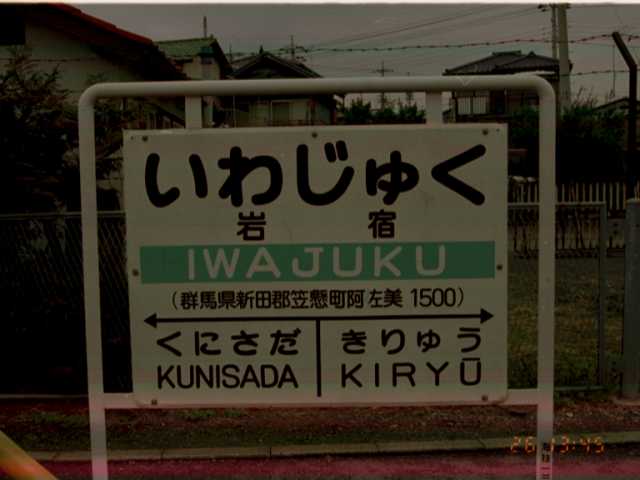 いわじゅく
岩宿
IWAJUKU
(群馬県新田郡笠懸町阿左美 1500)
くにさだ きりゅう
KUNISADA KIRYŪ
26 13:45